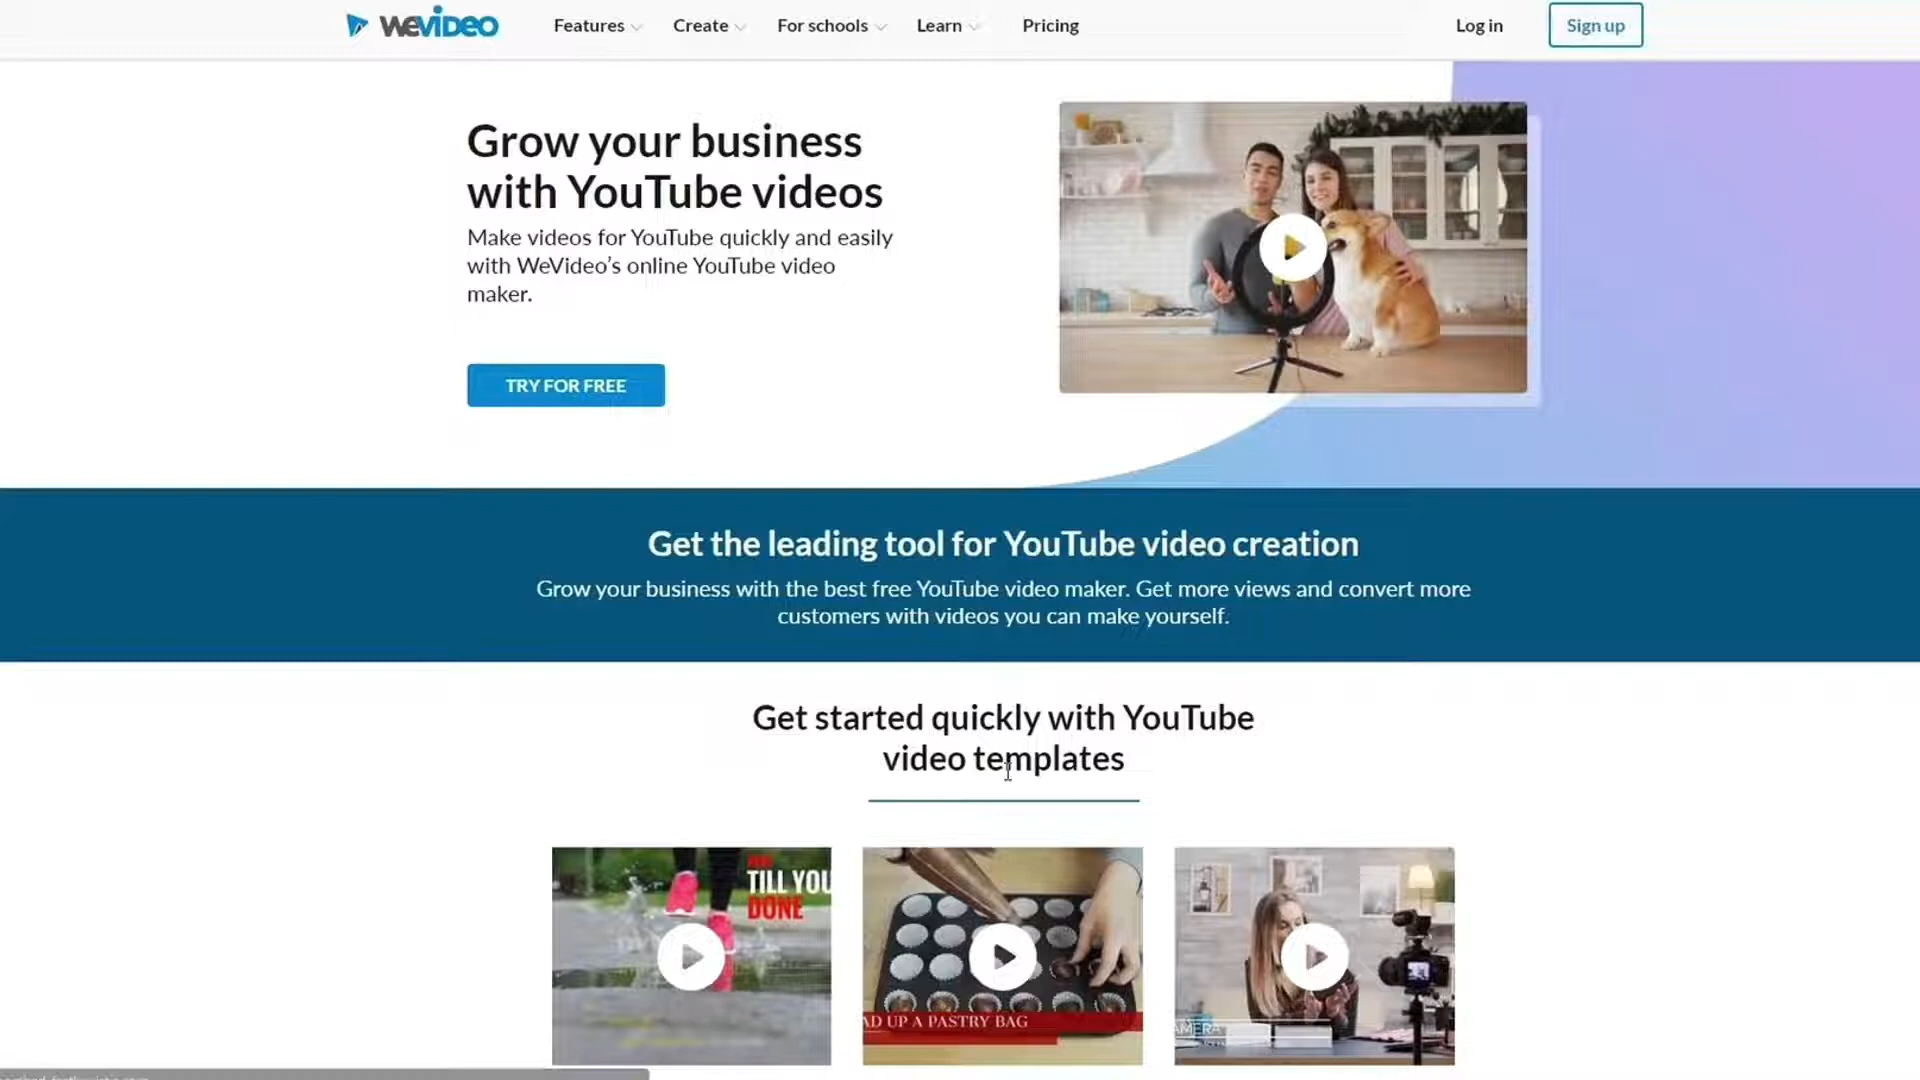 WEVIDEO
Features
Create
For schools
Learn
Pricing
Log in
Sign up
Grow your business
with YouTube videos
Make videos for YouTube quickly and easily
with WeVideo’s online YouTube video
maker.
TRY FOR FREE
Get the leading tool for YouTube video creation
Grow your business with the best free YouTube video maker. Get more views and convert more
customers with videos you can make yourself.
Get started quickly with YouTube
video templates
TILL YOU
DONE
AD UP A PASTRY BAG
AMERA